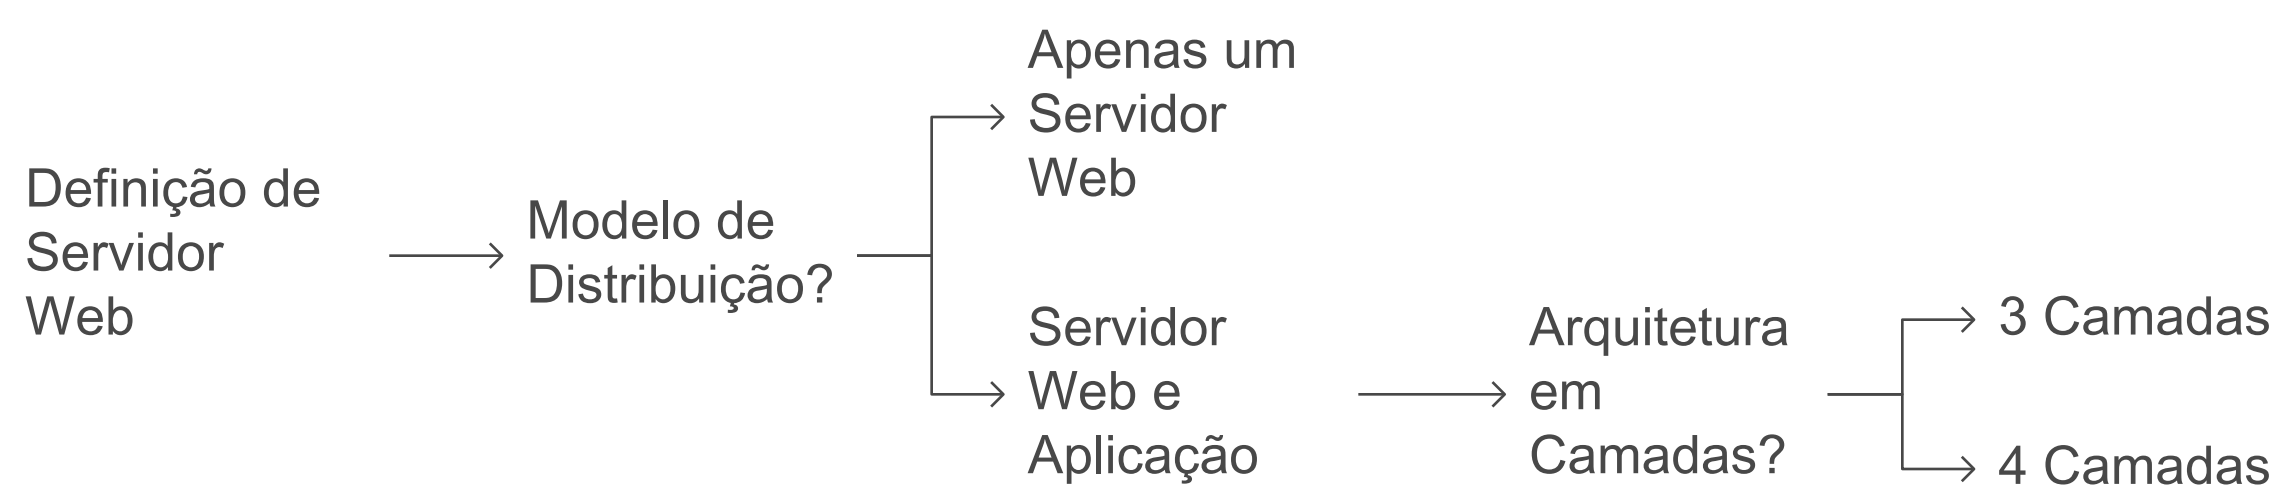 Definição de
Servidor
Web
Modelo de
Distribuição?
Apenas um
Servidor
Web
Servidor
Web e
Aplicação
Arquitetura
em
Camadas?
3 Camadas
4 Camadas